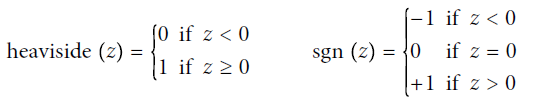 heaviside (z) = {0 if z < 0
1 if z ≥ 0
sgn (z) = {−1 if z < 0
0 if z = 0
+1 if z > 0